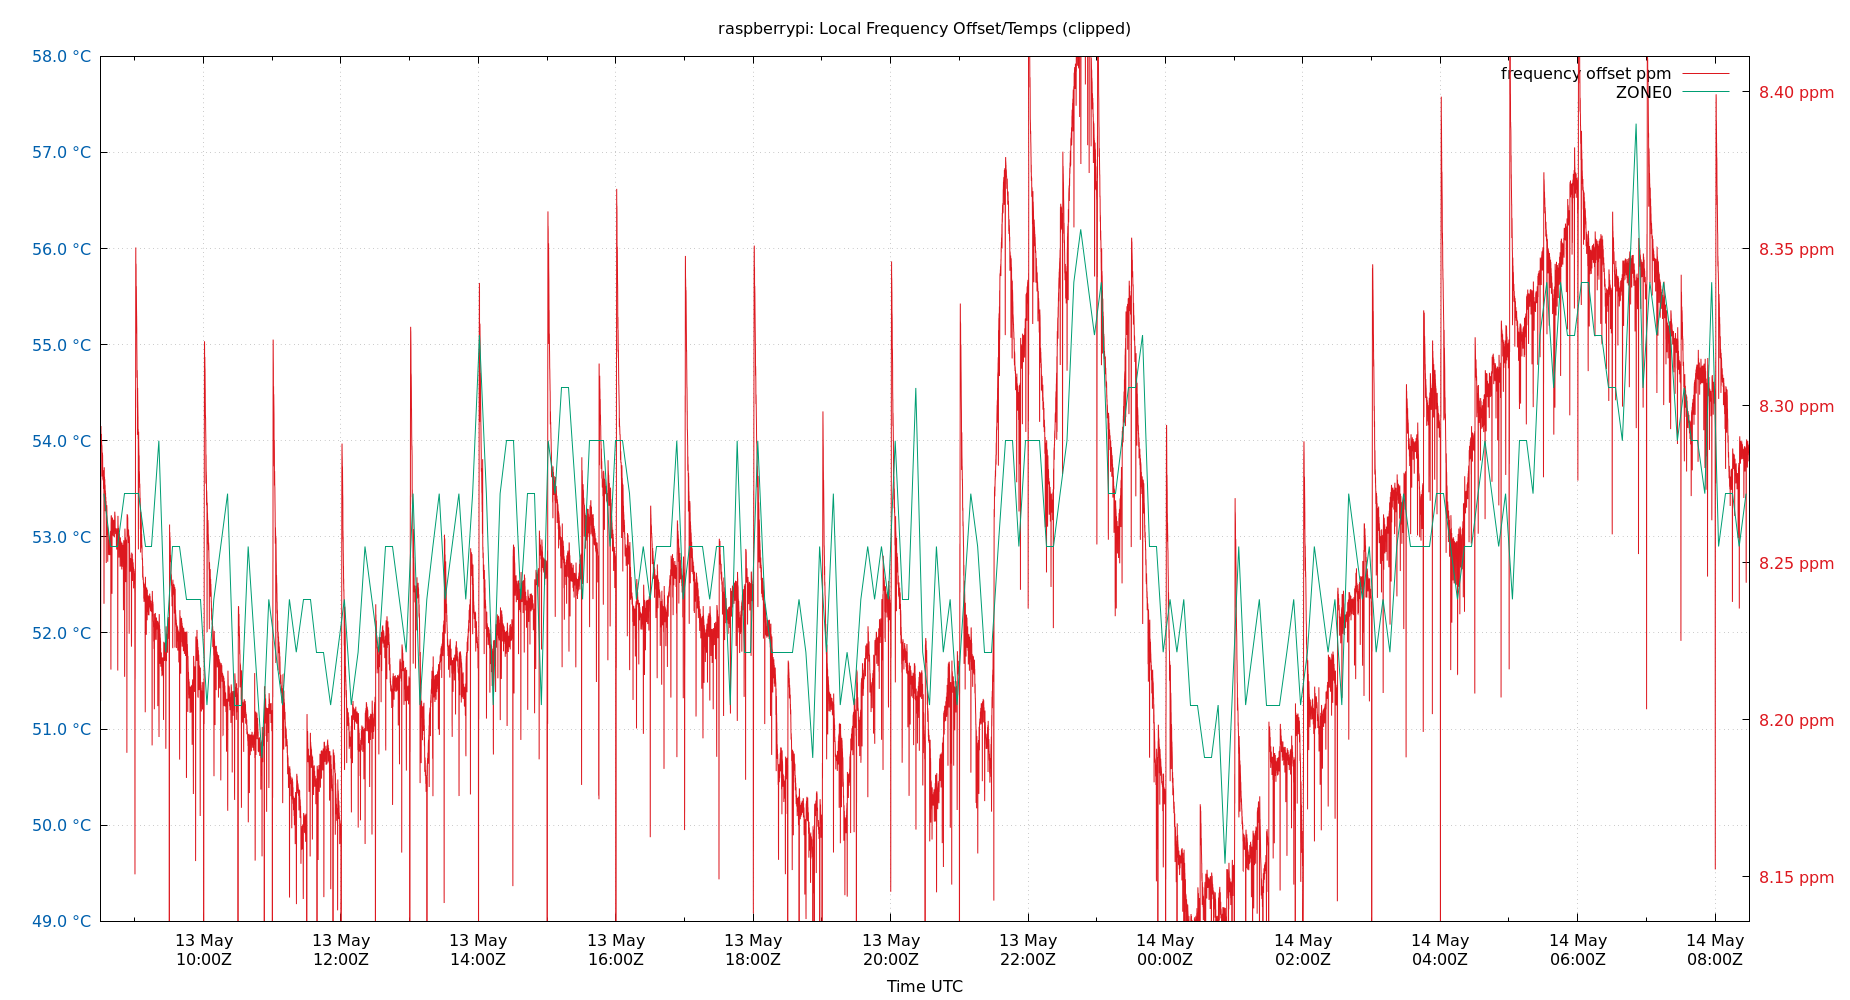 raspberrypi: Local Frequency Offset/Temps (clipped)
58.0 °C
57.0 °C
56.0 °C
55.0 °C
54.0 °C
53.0 °C
52.0 °C
51.0 °C
50.0 °C
49.0 °C
frequency offset ppm
ZONE0
8.40 ppm
8.35 ppm
8.30 ppm
8.25 ppm
8.20 ppm
8.15 ppm
13 May 13 May 13 May 13 May 13 May 13 May 13 May 14 May 14 May 14 May 14 May 14 May
10:00Z 12:00Z 14:00Z 16:00Z 18:00Z 20:00Z 22:00Z 00:00Z 02:00Z 04:00Z 06:00Z 08:00Z
Time UTC